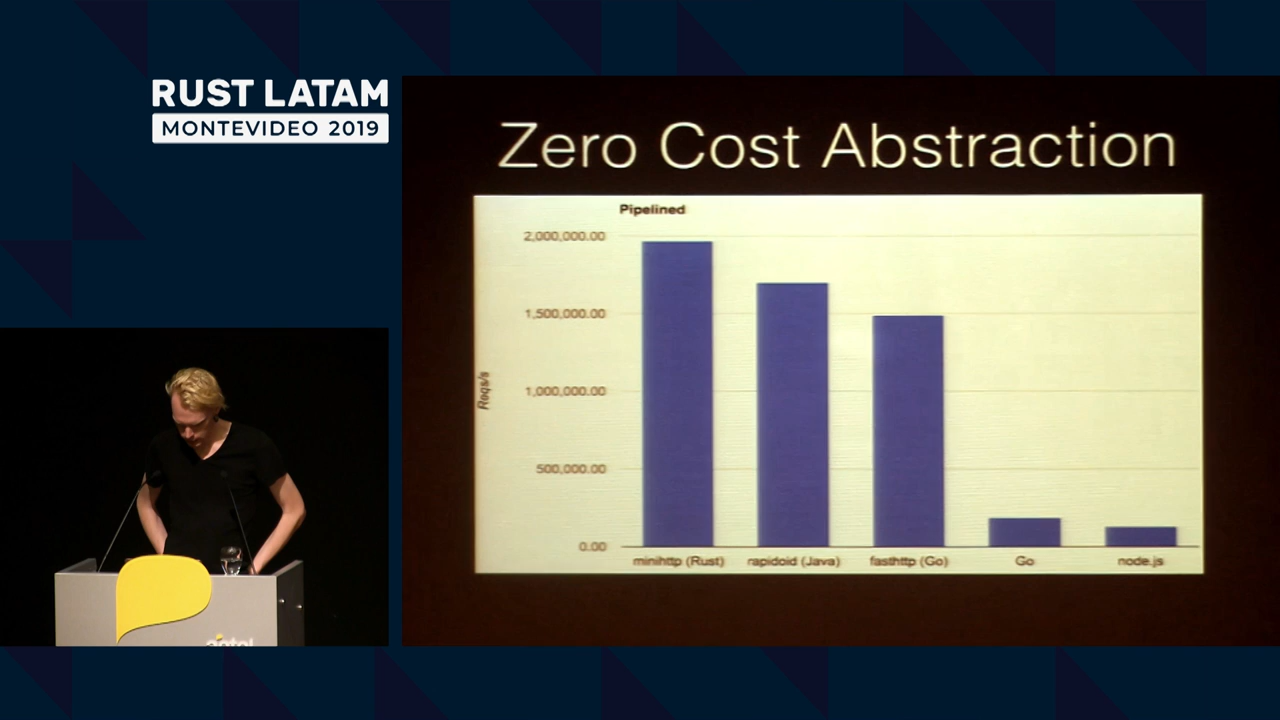 RUST LATAM
MONTEVIDEO 2019
Zero Cost Abstraction
Pipelined
2,000,000.00
1,500,000.00
1,000,000.00
500,000.00
0.00
Reqs/s
minihttp (Rust)
rapidoid (Java)
fasthttp (Go)
Go
node.js